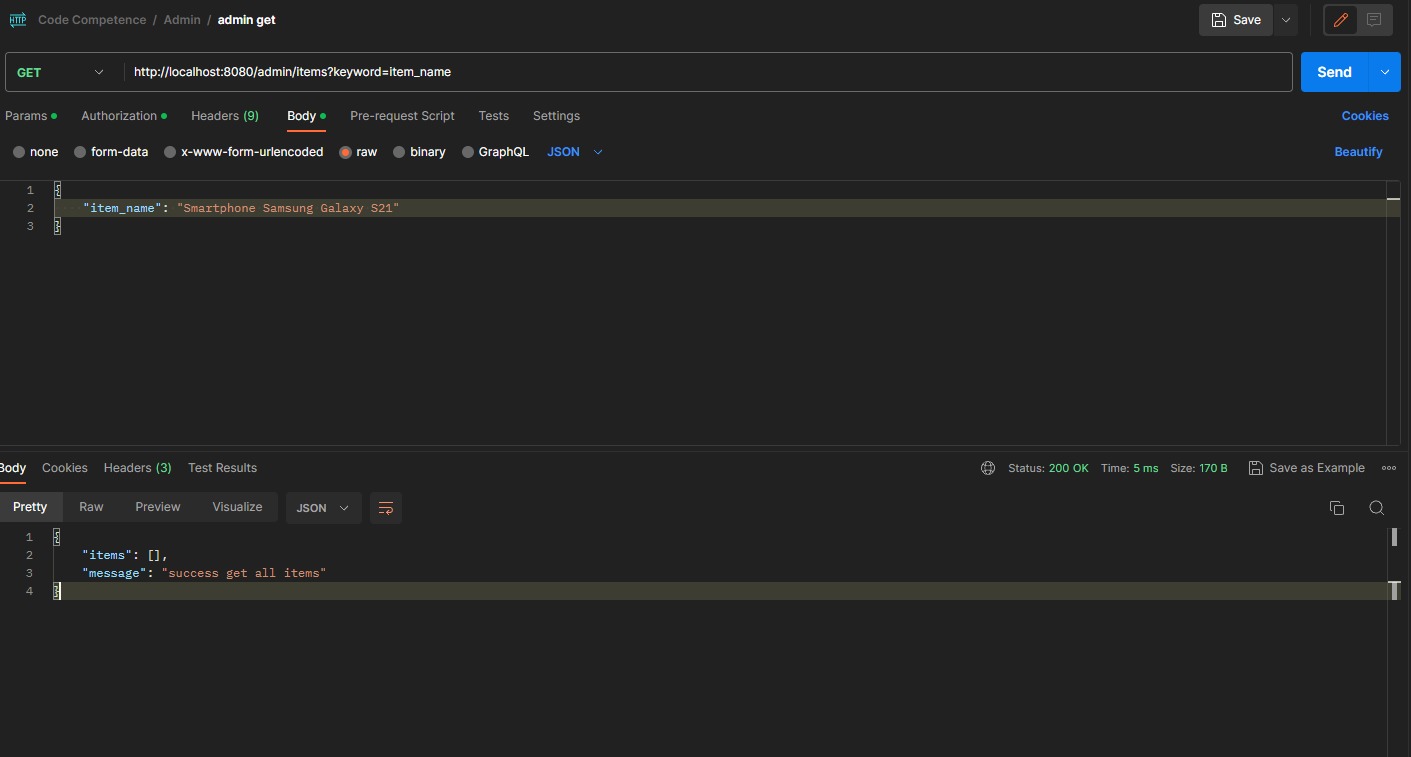 HTTP Code Competence / Admin / admin get Save
GET http://localhost:8080/admin/items?keyword=item_name Send
Params Authorization Headers (9) Body Pre-request Script Tests Settings Cookies
none form-data x-www-form-urlencoded raw binary GraphQL JSON Beautify
1 {
2 "item_name": "Smartphone Samsung Galaxy S21"
3 }
Body Cookies Headers (3) Test Results Status: 200 OK Time: 5 ms Size: 170 B Save as Example
Pretty Raw Preview Visualize JSON
1 {
2 "items": [],
3 "message": "success get all items"
4 }